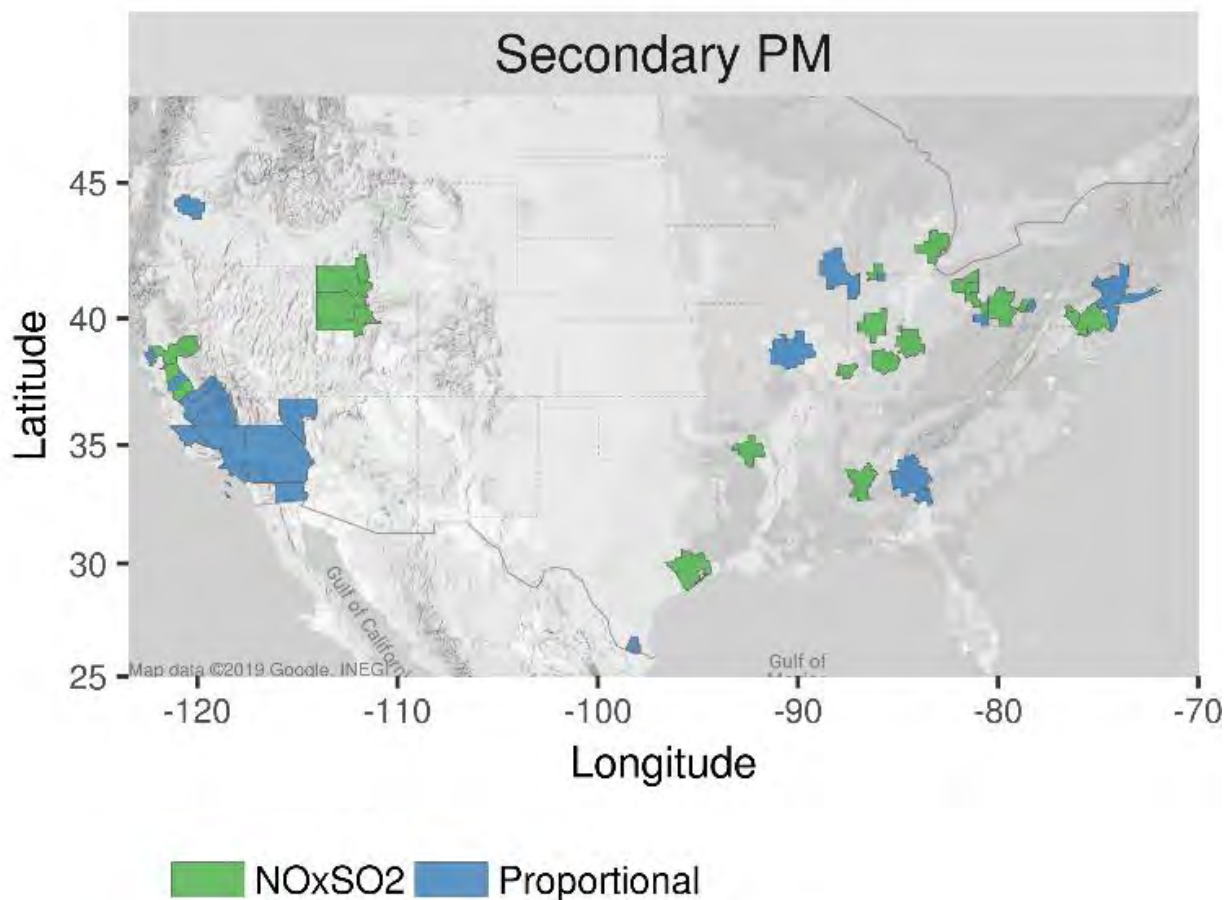 Secondary PM
45
40
35
30
25
Latitude
Gulf of California
Map data ©2019 Google, INEGI
Gulf of
-120
-110
-100
-90
-80
-70
Longitude
NOxSO2
Proportional